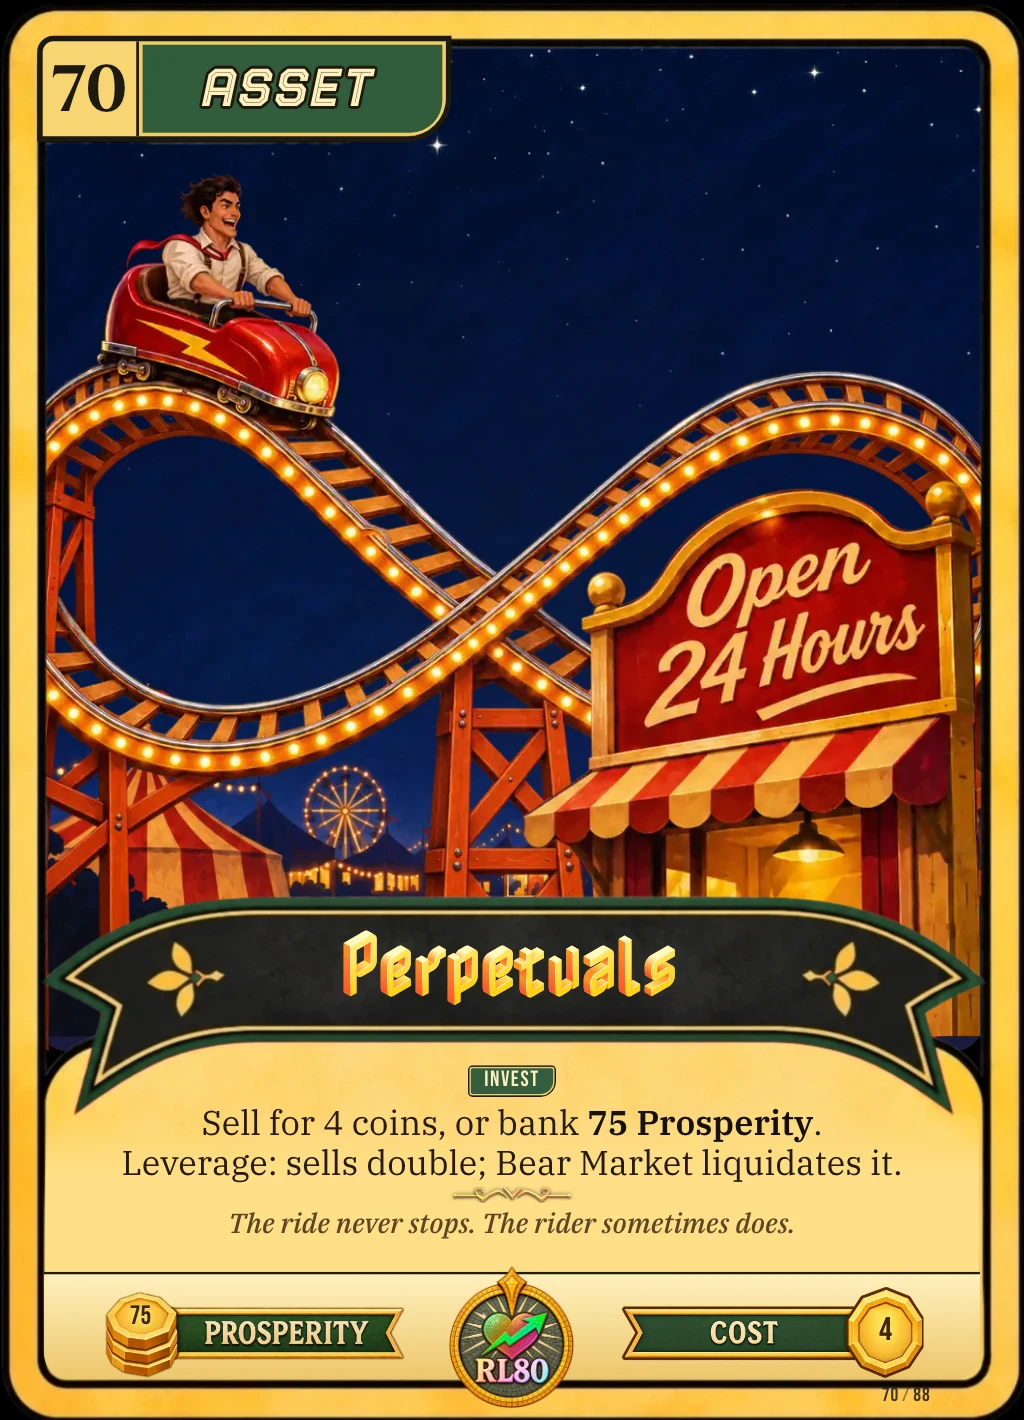 70 ASSET
Open
24 Hours
Perpetuals
INVEST
Sell for 4 coins, or bank 75 Prosperity.
Leverage: sells double; Bear Market liquidates it.
The ride never stops. The rider sometimes does.
75 PROSPERITY
RL80
COST 4
70 / 88